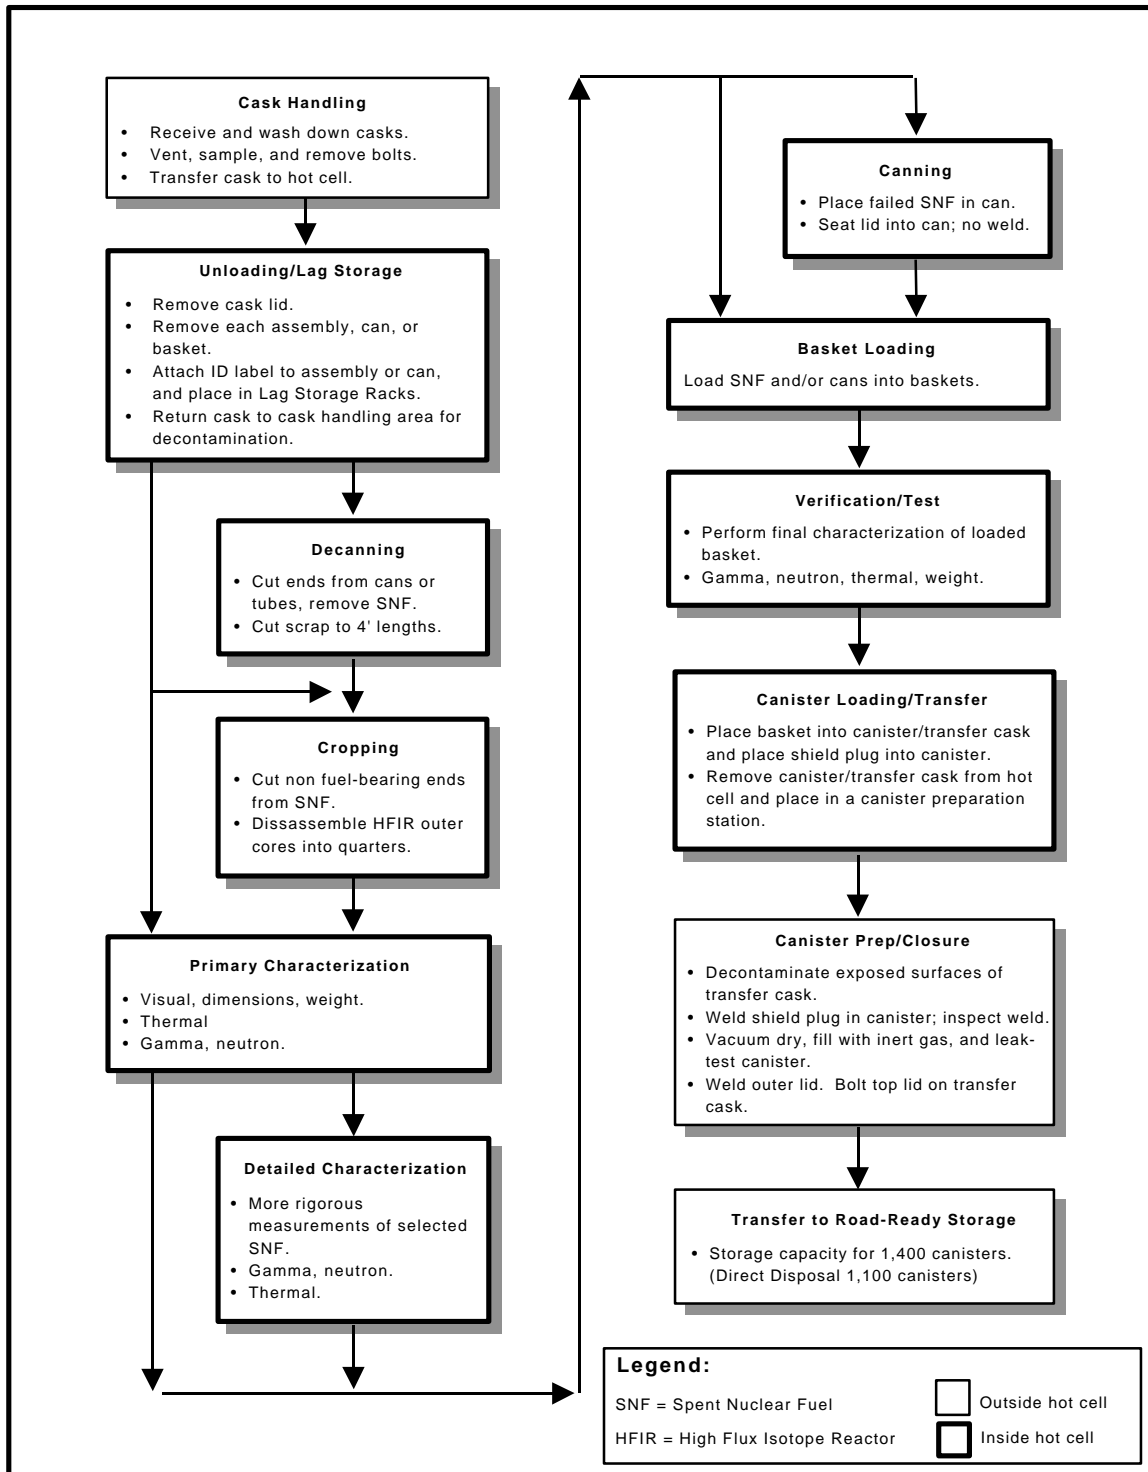 Cask Handling
• Receive and wash down casks.
• Vent, sample, and remove bolts.
• Transfer cask to hot cell.
Unloading/Lag Storage
• Remove cask lid.
• Remove each assembly, can, or
basket.
• Attach ID label to assembly or can,
and place in Lag Storage Racks.
• Return cask to cask handling area for
decontamination.
Decanning
• Cut ends from cans or
tubes, remove SNF.
• Cut scrap to 4' lengths.
Cropping
• Cut non fuel-bearing ends
from SNF.
• Dissassemble HFIR outer
cores into quarters.
Primary Characterization
• Visual, dimensions, weight.
• Thermal
• Gamma, neutron.
Detailed Characterization
• More rigorous
measurements of selected
SNF.
• Gamma, neutron.
• Thermal.
Canning
• Place failed SNF in can.
• Seat lid into can; no weld.
Basket Loading
Load SNF and/or cans into baskets.
Verification/Test
• Perform final characterization of loaded
basket.
• Gamma, neutron, thermal, weight.
Canister Loading/Transfer
• Place basket into canister/transfer cask
and place shield plug into canister.
• Remove canister/transfer cask from hot
cell and place in a canister preparation
station.
Canister Prep/Closure
• Decontaminate exposed surfaces of
transfer cask.
• Weld shield plug in canister; inspect weld.
• Vacuum dry, fill with inert gas, and leak-
test canister.
• Weld outer lid. Bolt top lid on transfer
cask.
Transfer to Road-Ready Storage
• Storage capacity for 1,400 canisters.
(Direct Disposal 1,100 canisters)
Legend:
SNF = Spent Nuclear Fuel
Outside hot cell
HFIR = High Flux Isotope Reactor
Inside hot cell